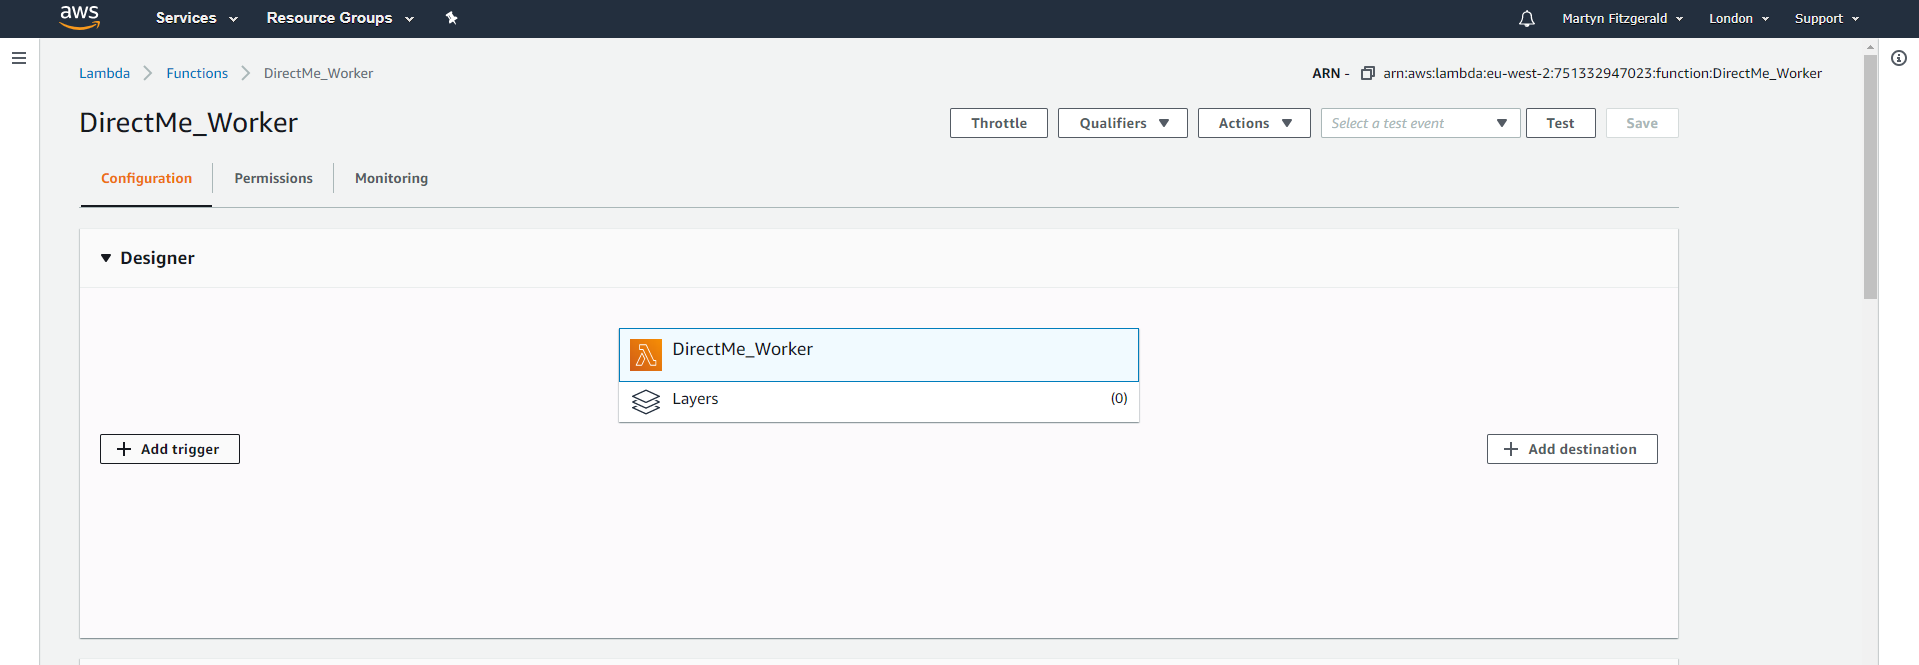 aws Services Resource Groups Martyn Fitzgerald London Support
Lambda Functions DirectMe_Worker ARN - arn:aws:lambda:eu-west-2:751332947023:function:DirectMe_Worker
DirectMe_Worker Throttle Qualifiers Actions Select a test event Test Save
Configuration Permissions Monitoring
Designer
DirectMe_Worker
Layers (0)
Add trigger Add destination